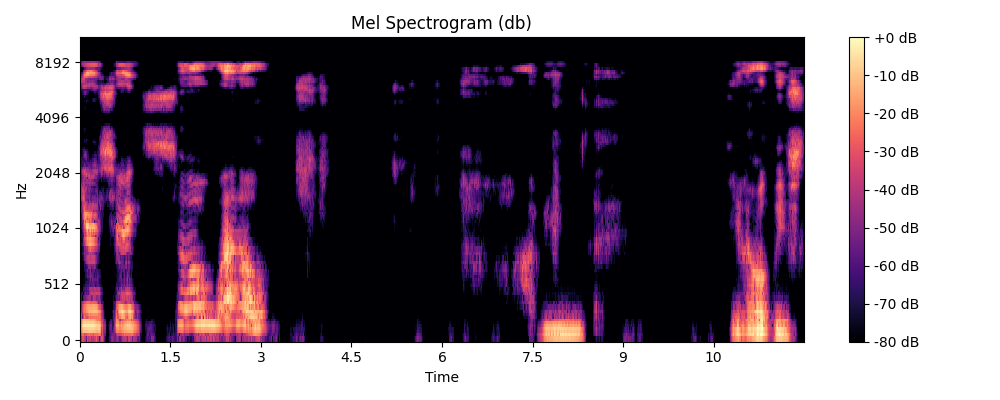 Mel Spectrogram (db)
8192
4096
2048
1024
512
0
Hz
0 1.5 3 4.5 6 7.5 9 10
Time
+0 dB
-10 dB
-20 dB
-30 dB
-40 dB
-50 dB
-60 dB
-70 dB
-80 dB